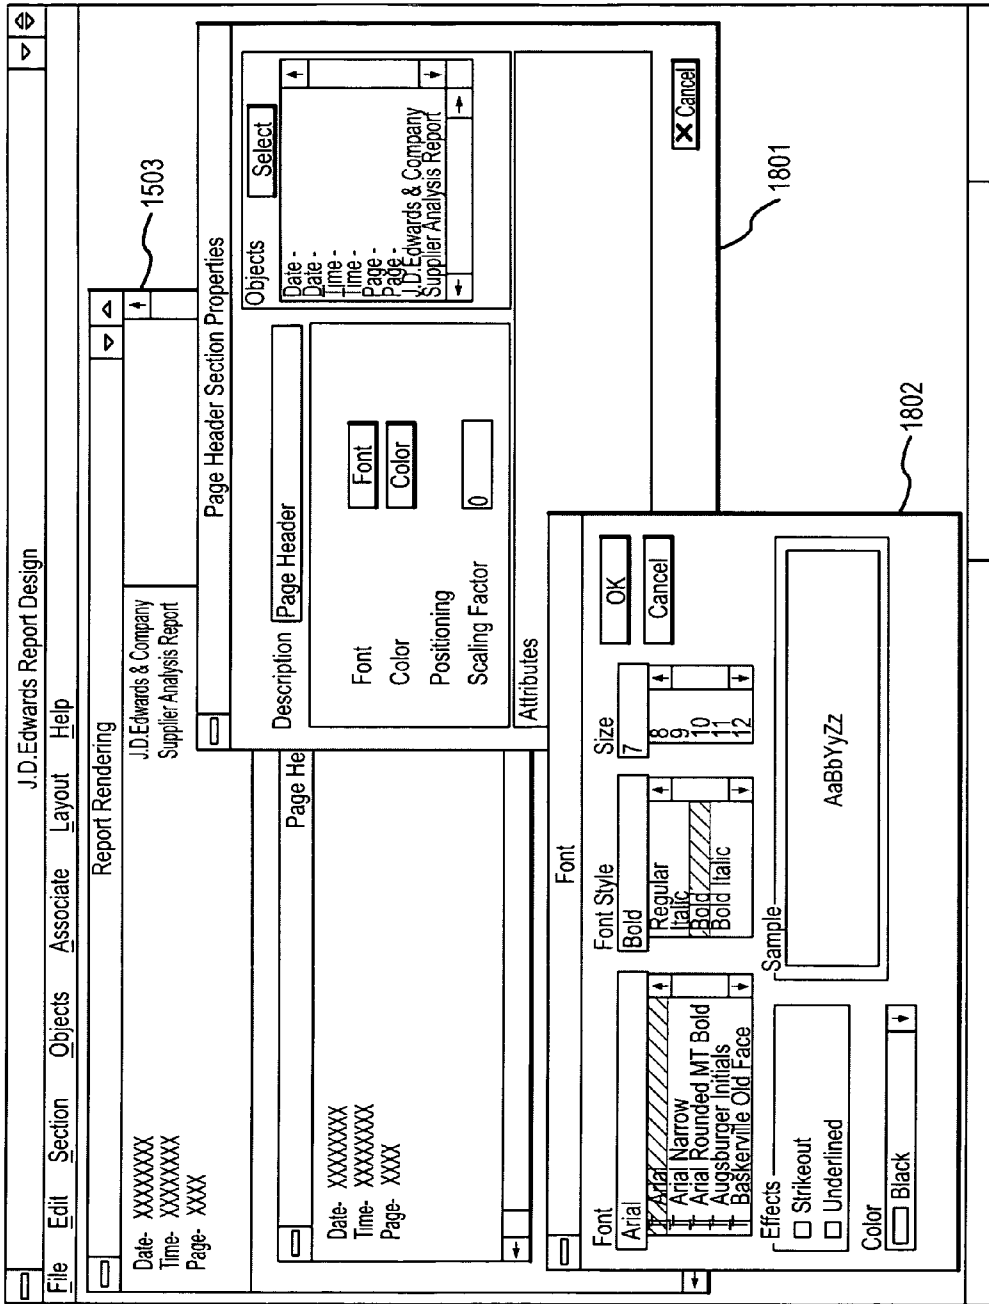 J.D.Edwards Report Design
File Edit Section Objects Associate Layout Help
Report Rendering
Date- XXXXXXXX
Time- XXXXXXXX
Page- XXXX
J.D.Edwards & Company
Supplier Analysis Report
1503
Page He
Date- XXXXXXXX
Time- XXXXXXXX
Page- XXXX
Page Header Section Properties
Description Page Header
Font Font
Color Color
Positioning
Scaling Factor 0
Objects Select
Date -
Date -
Time -
Time -
Page -
Page -
J.D.Edwards & Company
Supplier Analysis Report
Attributes
X Cancel
1801
Font
Font
Arial
Arial
Arial Narrow
Arial Rounded MT Bold
Augsburger Initials
Baskerville Old Face
Font Style
Bold
Regular
Italic
Bold
Bold Italic
Size
7
8
9
10
11
12
OK
Cancel
Effects
Strikeout
Underlined
Color
Black
Sample
AaBbYyZz
1802